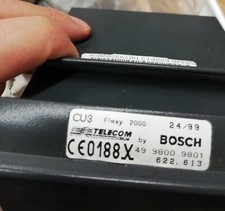 CU3 Flexy 2000 24/99
TELECOM by BOSCH
CE0188X 49 9800 9801
622.613